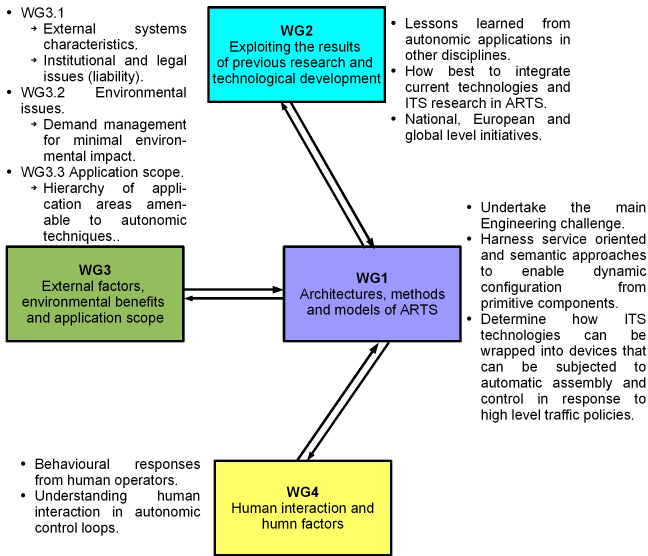 • WG3.1
➔ External systems
characteristics.
➔ Institutional and legal
issues (liability).
• WG3.2 Environmental
issues.
➔ Demand management
for minimal environ-
mental impact.
• WG3.3 Application scope.
➔ Hierarchy of appli-
cation areas amen-
able to autonomic
techniques..
WG2
Exploiting the results
of previous research and
technological development
• Lessons learned from
autonomic applications in
other disciplines.
• How best to integrate
current technologies and
ITS research in ARTS.
• National, European and
global level initiatives.
WG3
External factors,
environmental benefits
and application scope
WG1
Architectures, methods
and models of ARTS
• Undertake the main
Engineering challenge.
• Harness service oriented
and semantic approaches
to enable dynamic
configuration from
primitive components.
• Determine how ITS
technologies can be
wrapped into devices that
can be subjected to
automatic assembly and
control in response to
high level traffic policies.
• Behavioural responses
from human operators.
• Understanding human
interaction in autonomic
control loops.
WG4
Human interaction and
humn factors